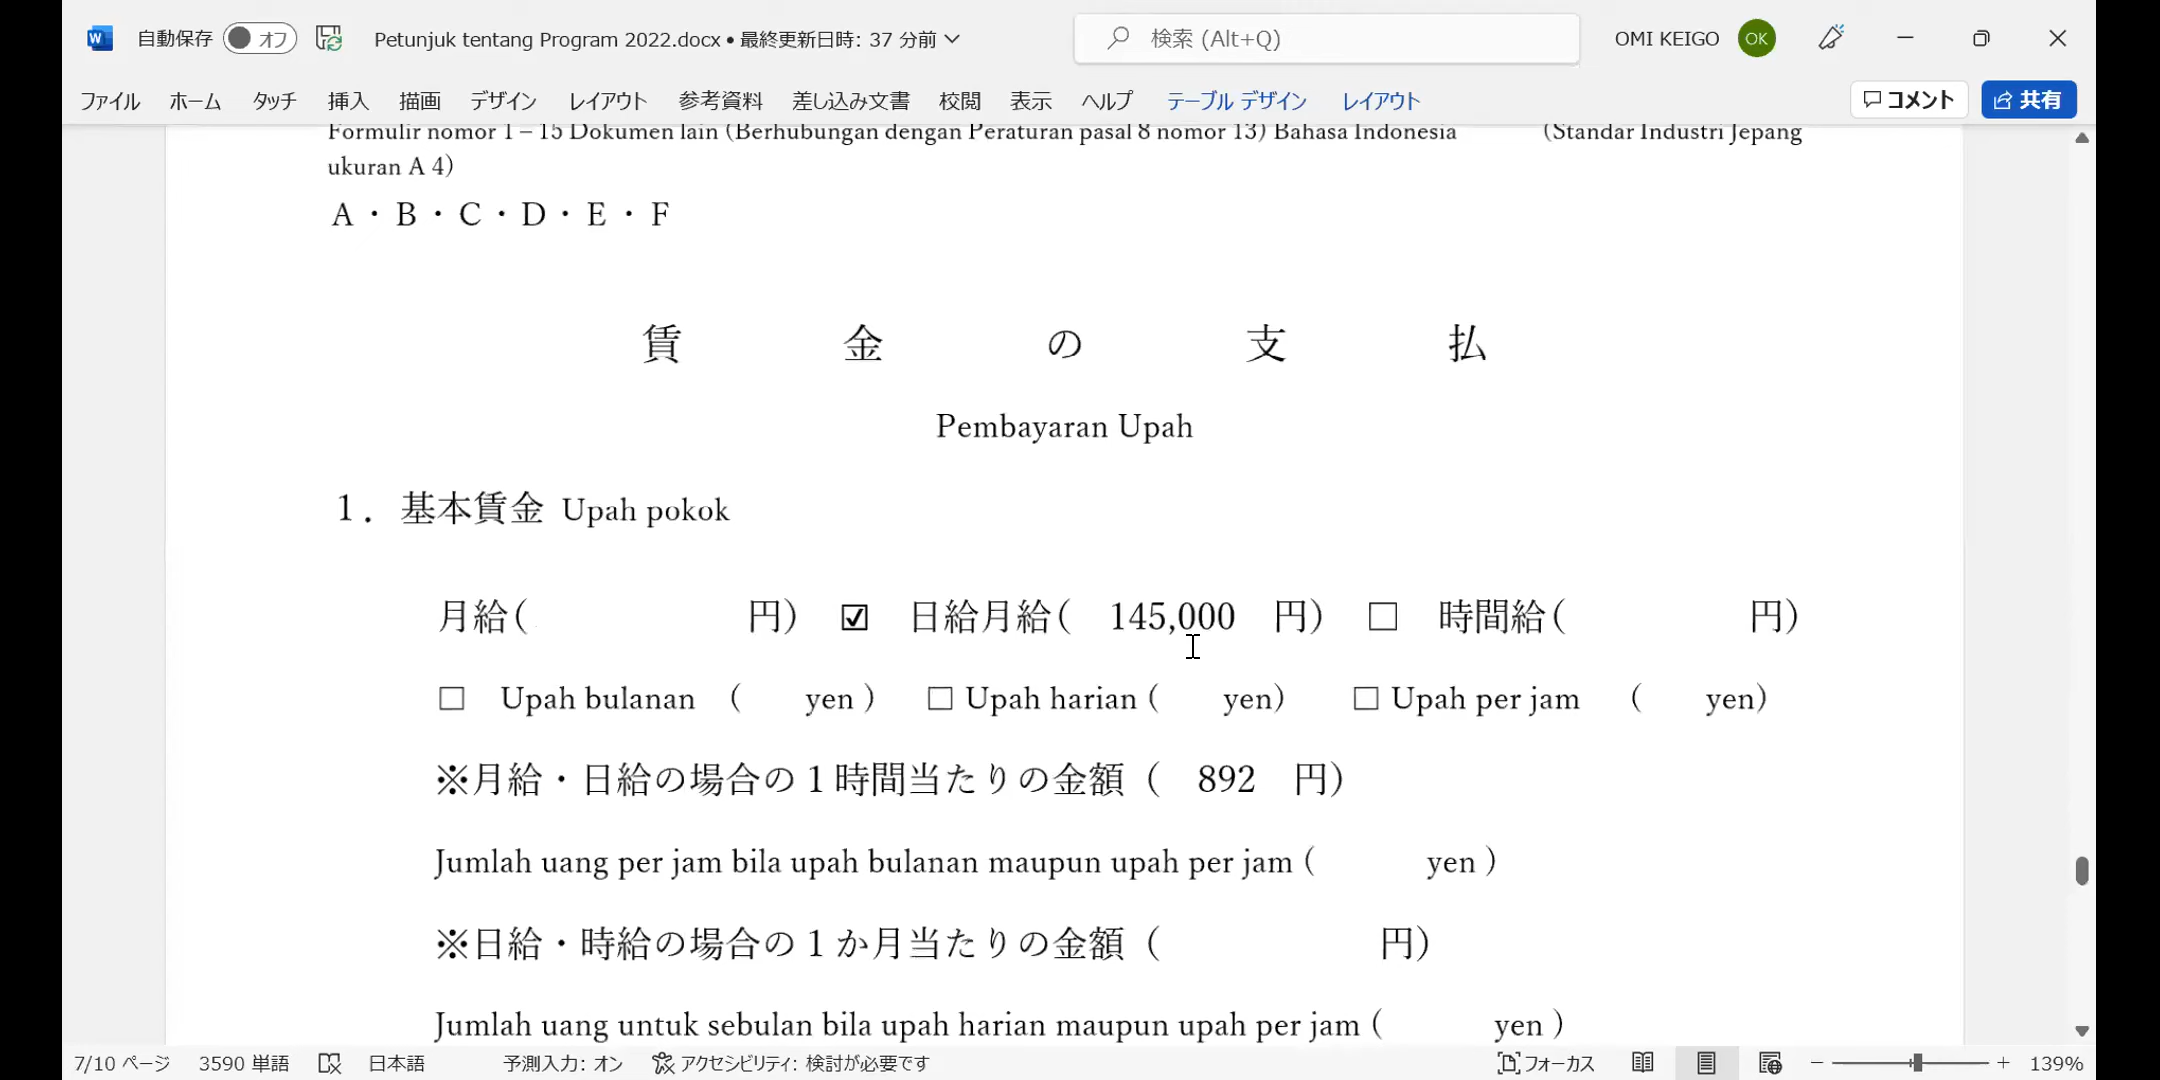 自動保存 オフ Petunjuk tentang Program 2022.docx • 最終更新日時: 37 分前 検索 (Alt+Q) OMI KEIGO OK
ファイル ホーム タッチ 挿入 描画 デザイン レイアウト 参考資料 差し込み文書 校閲 表示 ヘルプ テーブル デザイン レイアウト コメント 共有
Formulir nomor 1 – 15 Dokumen lain (Berhubungan dengan Peraturan pasal 8 nomor 13) Bahasa Indonesia (Standar Industri Jepang
ukuran A 4)
A・B・C・D・E・F
賃 金 の 支 払
Pembayaran Upah
1．基本賃金 Upah pokok
月給( 円) ☑ 日給月給( 145,000 円) □ 時間給( 円)
□ Upah bulanan ( yen ) □ Upah harian ( yen) □ Upah per jam ( yen)
※月給・日給の場合の1時間当たりの金額 ( 892 円)
Jumlah uang per jam bila upah bulanan maupun upah per jam ( yen )
※日給・時給の場合の1か月当たりの金額 ( 円)
Jumlah uang untuk sebulan bila upah harian maupun upah per jam ( yen )
7/10 ページ 3590 単語 日本語 予測入力: オン アクセシビリティ: 検討が必要です フォーカス − + 139%